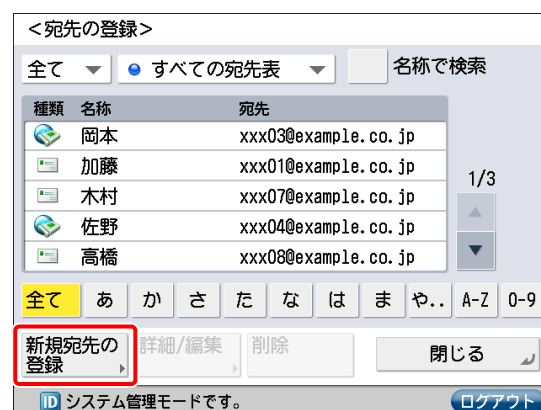 <宛先の登録>
全て すべての宛先表 名称で検索
種類 名称 宛先
岡本 xxx03@example.co.jp
加藤 xxx01@example.co.jp
木村 xxx07@example.co.jp
佐野 xxx04@example.co.jp
高橋 xxx08@example.co.jp
1/3
全て あ か さ た な は ま や.. A-Z 0-9
新規宛先の
登録
詳細/編集 削除 閉じる
ID システム管理モードです。 ログアウト